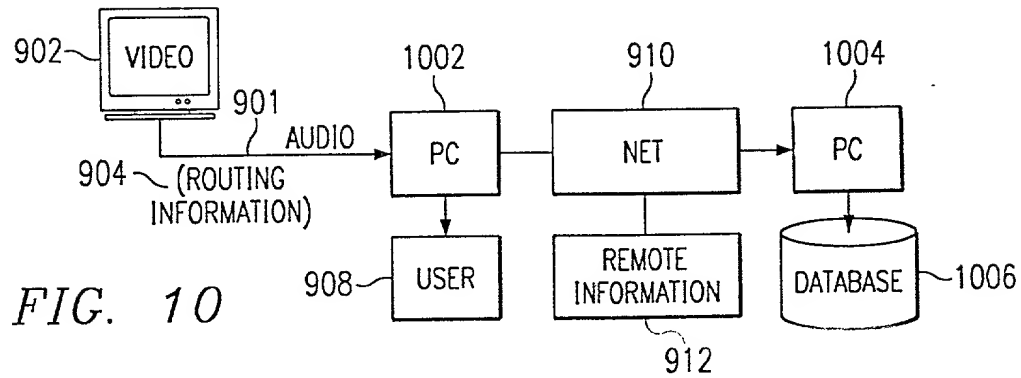 902
VIDEO
1002
910
1004
901
AUDIO
PC
NET
PC
904
(ROUTING
INFORMATION)
908
USER
REMOTE
INFORMATION
912
DATABASE
1006
FIG. 10